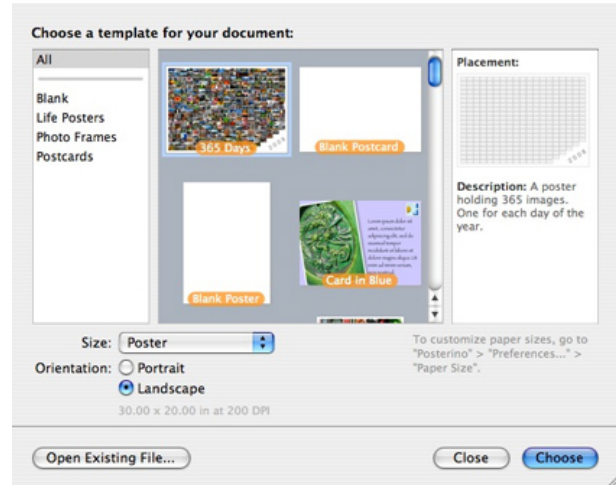 Choose a template for your document:
All
Blank
Life Posters
Photo Frames
Postcards
365 Days
Blank Postcard
Blank Poster
Card in Blue
Placement:
Description: A poster
holding 365 images.
One for each day of the
year.
Size: Poster
Orientation: Portrait
Landscape
30.00 x 20.00 in at 200 DPI
To customize paper sizes, go to
"Posterino" > "Preferences..." >
"Paper Size".
Open Existing File...
Close
Choose